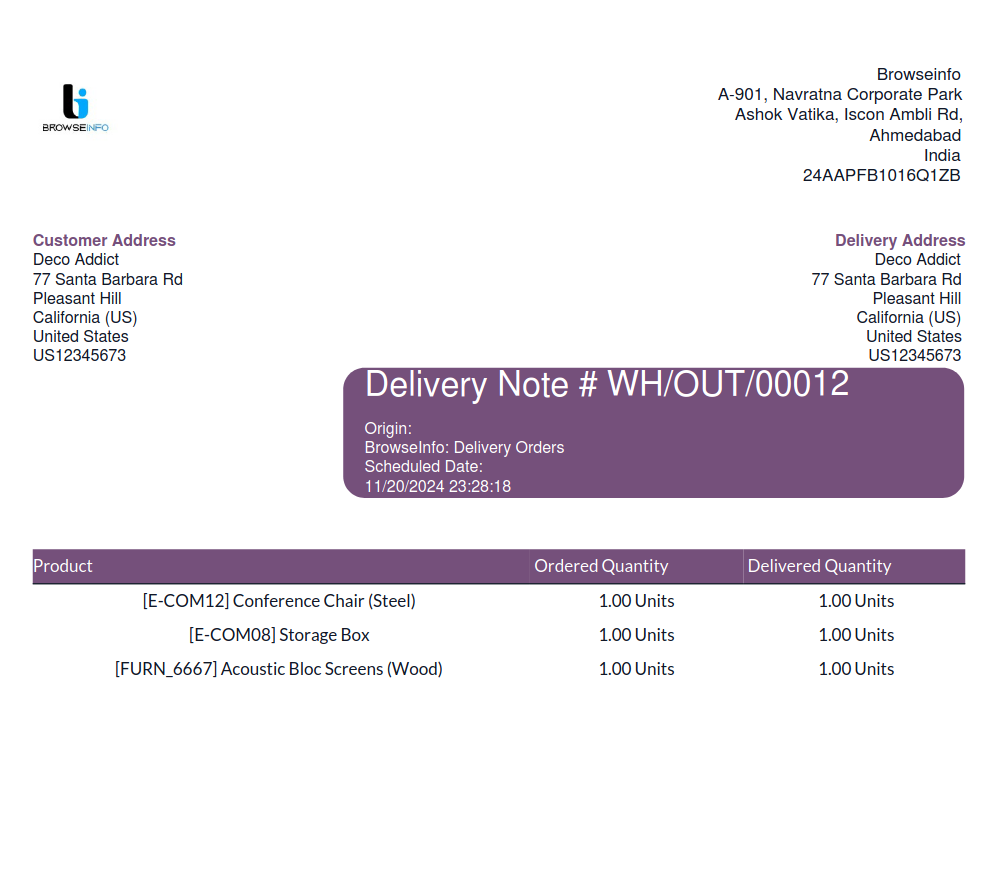 BROWSEINFO
Browseinfo
A-901, Navratna Corporate Park
Ashok Vatika, Iscon Ambli Rd,
Ahmedabad
India
24AAPFB1016Q1ZB
Customer Address
Deco Addict
77 Santa Barbara Rd
Pleasant Hill
California (US)
United States
US12345673
Delivery Address
Deco Addict
77 Santa Barbara Rd
Pleasant Hill
California (US)
United States
US12345673
Delivery Note # WH/OUT/00012
Origin:
BrowseInfo: Delivery Orders
Scheduled Date:
11/20/2024 23:28:18
Product Ordered Quantity Delivered Quantity
[E-COM12] Conference Chair (Steel) 1.00 Units 1.00 Units
[E-COM08] Storage Box 1.00 Units 1.00 Units
[FURN_6667] Acoustic Bloc Screens (Wood) 1.00 Units 1.00 Units